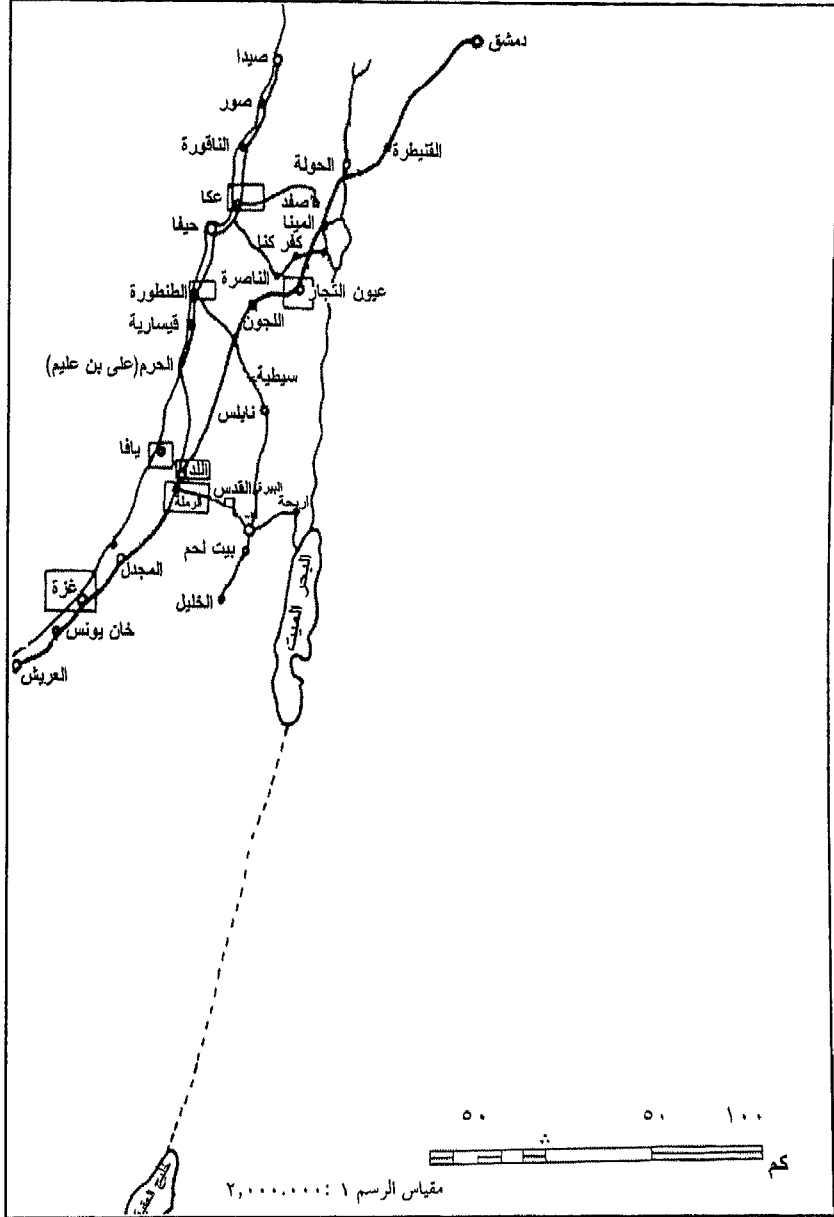 دمشق
صيدا
صور
الناقورة
القنيطرة
الحولة
عكا
صفد
المينا
حيفا
كفر كنا
الناصرة
عيون التجار
الطنطورة
اللجون
قيسارية
الحرم(على بن عليم)
سيطية
نابلس
يافا
اللد
الرملة
القدس
البيرة
اريحة
بيت لحم
المجدل
الخليل
البحر الميت
غزة
خان يونس
العريش
خليج العقبة
٥٠ ٥٠ ١٠٠
كم
مقياس الرسم ١ :٢,٠٠٠.٠٠٠